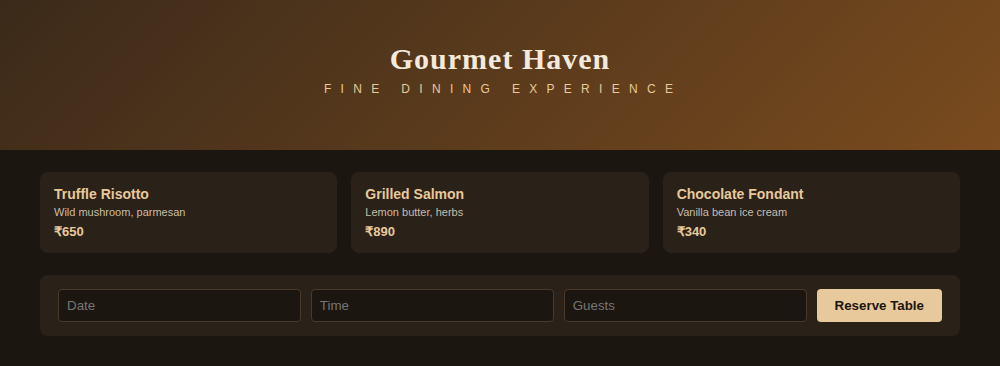 Gourmet Haven
FINE DINING EXPERIENCE
Truffle Risotto
Wild mushroom, parmesan
₹650
Grilled Salmon
Lemon butter, herbs
₹890
Chocolate Fondant
Vanilla bean ice cream
₹340
Date
Time
Guests
Reserve Table